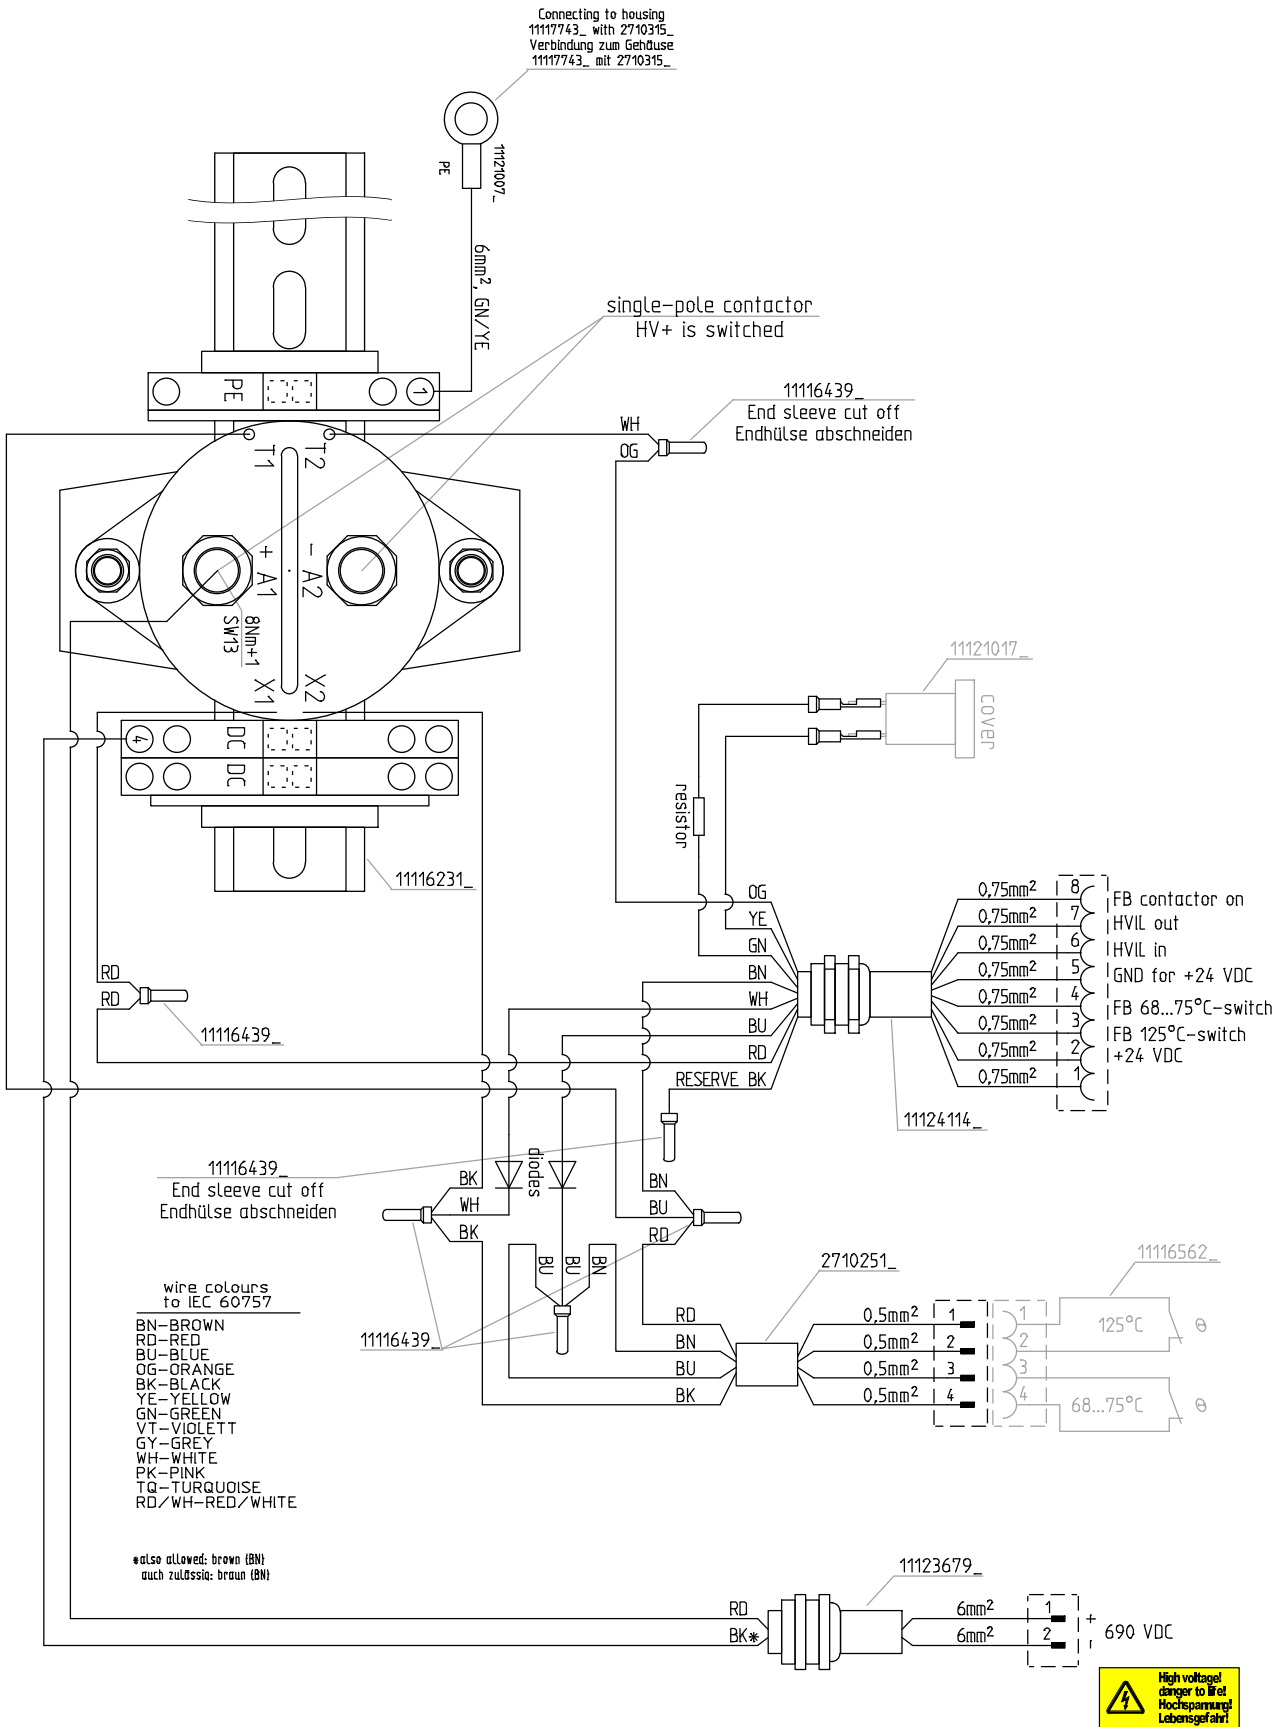 Connecting to housing
11117743_ with 2710315_
Verbindung zum Gehäuse
11117743_ mit 2710315_
11121007_
PE
6mm², GN/YE
single-pole contactor
HV+ is switched
PE
1
11116439_
End sleeve cut off
Endhülse abschneiden
WH
OG
T1
T2
+ A1
- A2
8Nm+1
SW13
X1
X2
4
DC
DC
11121017_
cover
resistor
11116231_
OG
YE
GN
BN
WH
BU
RD
RESERVE BK
0,75mm² 8 FB contactor on
0,75mm² 7 HVIL out
0,75mm² 6 HVIL in
0,75mm² 5 GND for +24 VDC
0,75mm² 4 FB 68...75°C-switch
0,75mm² 3 FB 125°C-switch
0,75mm² 2 +24 VDC
0,75mm² 1
11124114_
RD
RD
11116439_
11116439_
End sleeve cut off
Endhülse abschneiden
BK
WH
BK
diodes
BU
BU
BN
BN
BU
RD
11116439_
2710251_
11116562_
RD
BN
BU
BK
0,5mm² 1
0,5mm² 2
0,5mm² 3
0,5mm² 4
1
2
3
4
125°C θ
68...75°C θ
wire colours
to IEC 60757
BN-BROWN
RD-RED
BU-BLUE
OG-ORANGE
BK-BLACK
YE-YELLOW
GN-GREEN
VT-VIOLETT
GY-GREY
WH-WHITE
PK-PINK
TQ-TURQUOISE
RD/WH-RED/WHITE
*also allowed: brown (BN)
auch zulässig: braun (BN)
11123679_
RD
BK*
6mm² 1 +
6mm² 2 -
690 VDC
High voltage!
danger to life!
Hochspannung!
Lebensgefahr!